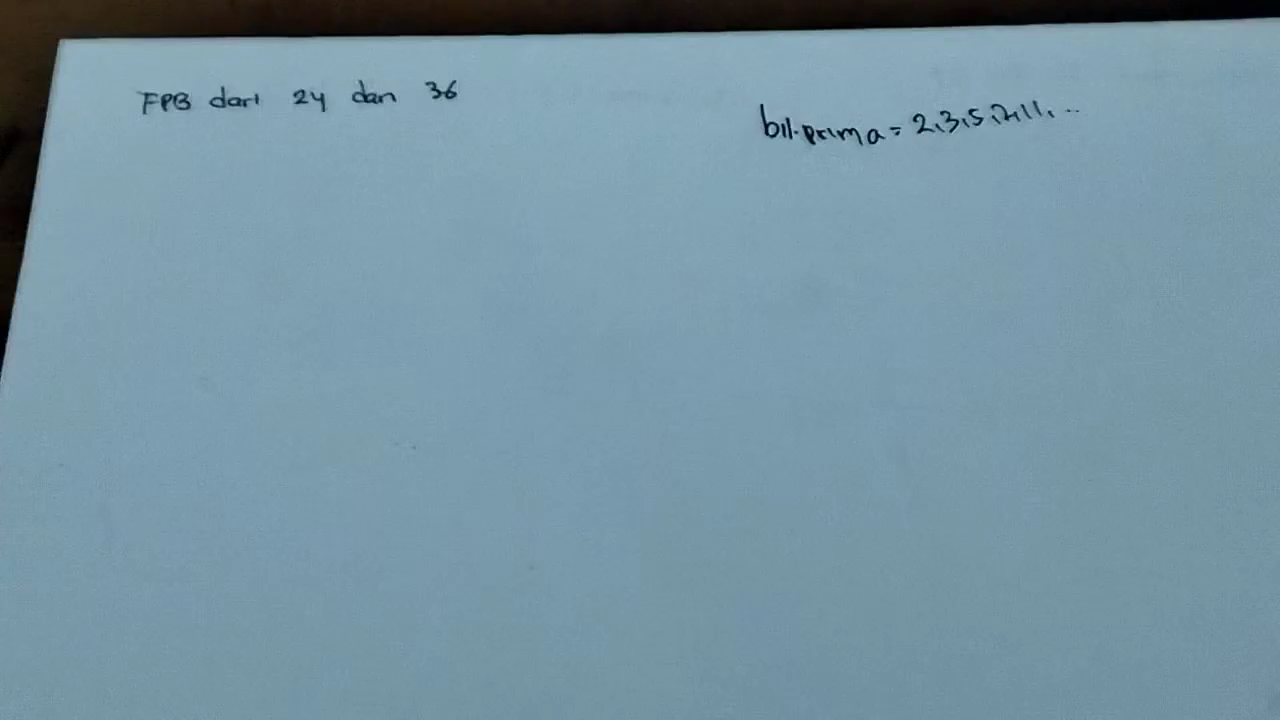 FPB dari 24 dan 36
bil.prima = 2,3,5,7,11, ...